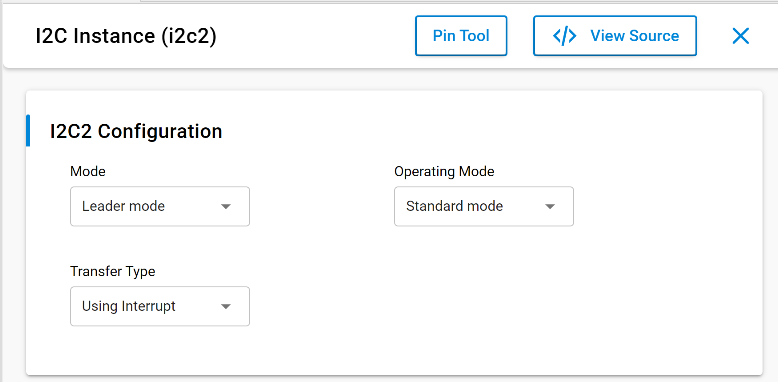 I2C Instance (i2c2)
Pin Tool
</> View Source
I2C2 Configuration
Mode
Operating Mode
Leader mode
Standard mode
Transfer Type
Using Interrupt